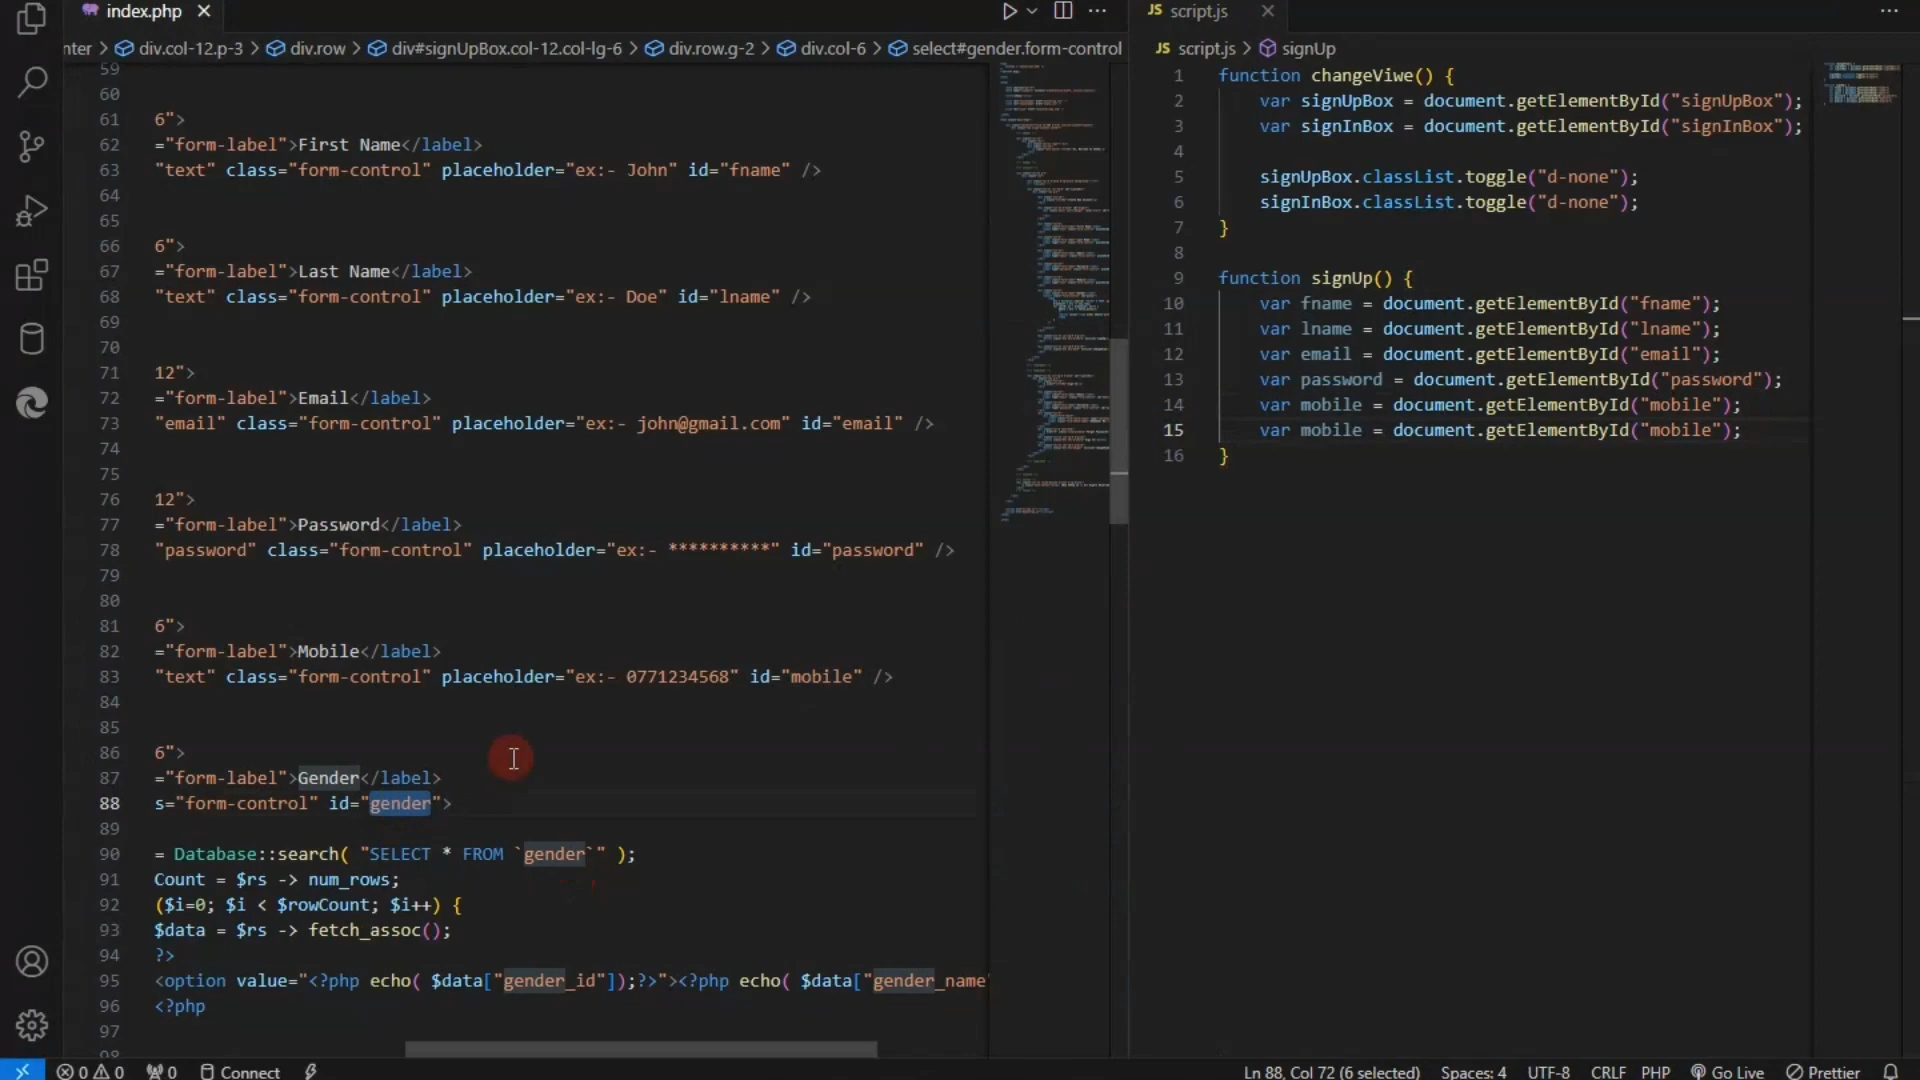 index.php
JS script.js
nter > div.col-12.p-3 > div.row > div#signUpBox.col-12.col-lg-6 > div.row.g-2 > div.col-6 > select#gender.form-control
JS script.js > signUp
59
60
61 6">
62 ="form-label">First Name</label>
63 "text" class="form-control" placeholder="ex:- John" id="fname" />
64
65
66 6">
67 ="form-label">Last Name</label>
68 "text" class="form-control" placeholder="ex:- Doe" id="lname" />
69
70
71 12">
72 ="form-label">Email</label>
73 "email" class="form-control" placeholder="ex:- john@gmail.com" id="email" />
74
75
76 12">
77 ="form-label">Password</label>
78 "password" class="form-control" placeholder="ex:- **********" id="password" />
79
80
81 6">
82 ="form-label">Mobile</label>
83 "text" class="form-control" placeholder="ex:- 0771234568" id="mobile" />
84
85
86 6">
87 ="form-label">Gender</label>
88 s="form-control" id="gender">
89
90 = Database::search( "SELECT * FROM `gender`" );
91 Count = $rs -> num_rows;
92 ($i=0; $i < $rowCount; $i++) {
93 $data = $rs -> fetch_assoc();
94 ?>
95 <option value="<?php echo( $data["gender_id"]);?>"><?php echo( $data["gender_name"
96 <?php
97
98
1 function changeViwe() {
2 var signUpBox = document.getElementById("signUpBox");
3 var signInBox = document.getElementById("signInBox");
4
5 signUpBox.classList.toggle("d-none");
6 signInBox.classList.toggle("d-none");
7 }
8
9 function signUp() {
10 var fname = document.getElementById("fname");
11 var lname = document.getElementById("lname");
12 var email = document.getElementById("email");
13 var password = document.getElementById("password");
14 var mobile = document.getElementById("mobile");
15 var mobile = document.getElementById("mobile");
16 }
0 0 0 Connect
Ln 88, Col 72 (6 selected) Spaces: 4 UTF-8 CRLF PHP Go Live Prettier